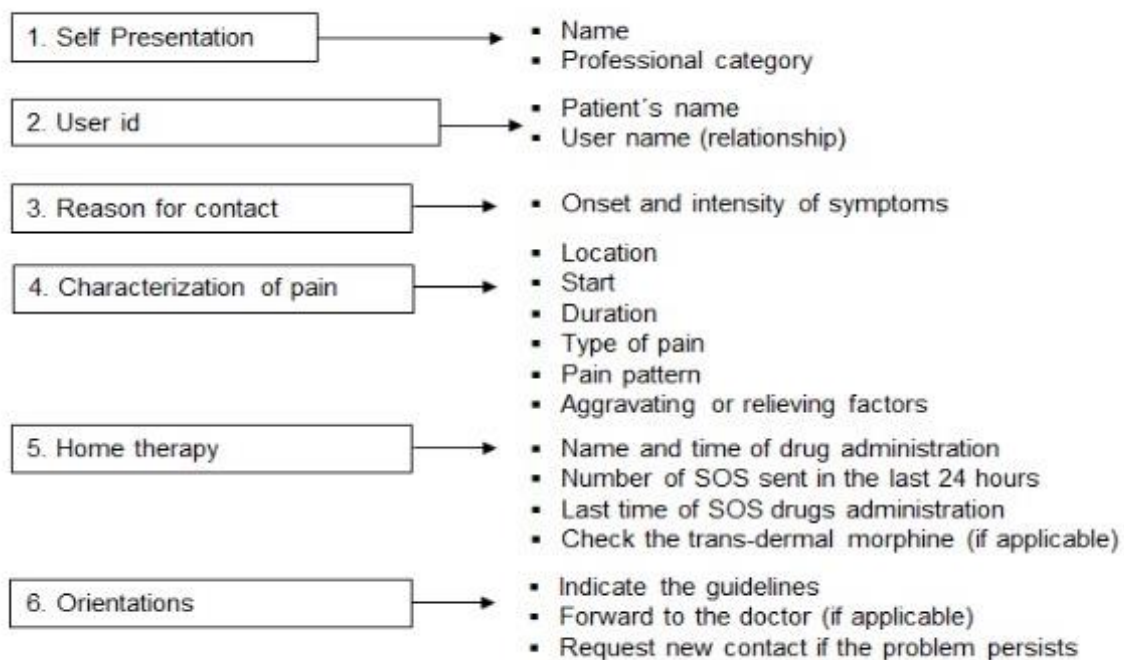 1. Self Presentation
▪ Name
▪ Professional category
2. User id
▪ Patient´s name
▪ User name (relationship)
3. Reason for contact
▪ Onset and intensity of symptoms
4. Characterization of pain
▪ Location
▪ Start
▪ Duration
▪ Type of pain
▪ Pain pattern
▪ Aggravating or relieving factors
5. Home therapy
▪ Name and time of drug administration
▪ Number of SOS sent in the last 24 hours
▪ Last time of SOS drugs administration
▪ Check the trans-dermal morphine (if applicable)
6. Orientations
▪ Indicate the guidelines
▪ Forward to the doctor (if applicable)
▪ Request new contact if the problem persists